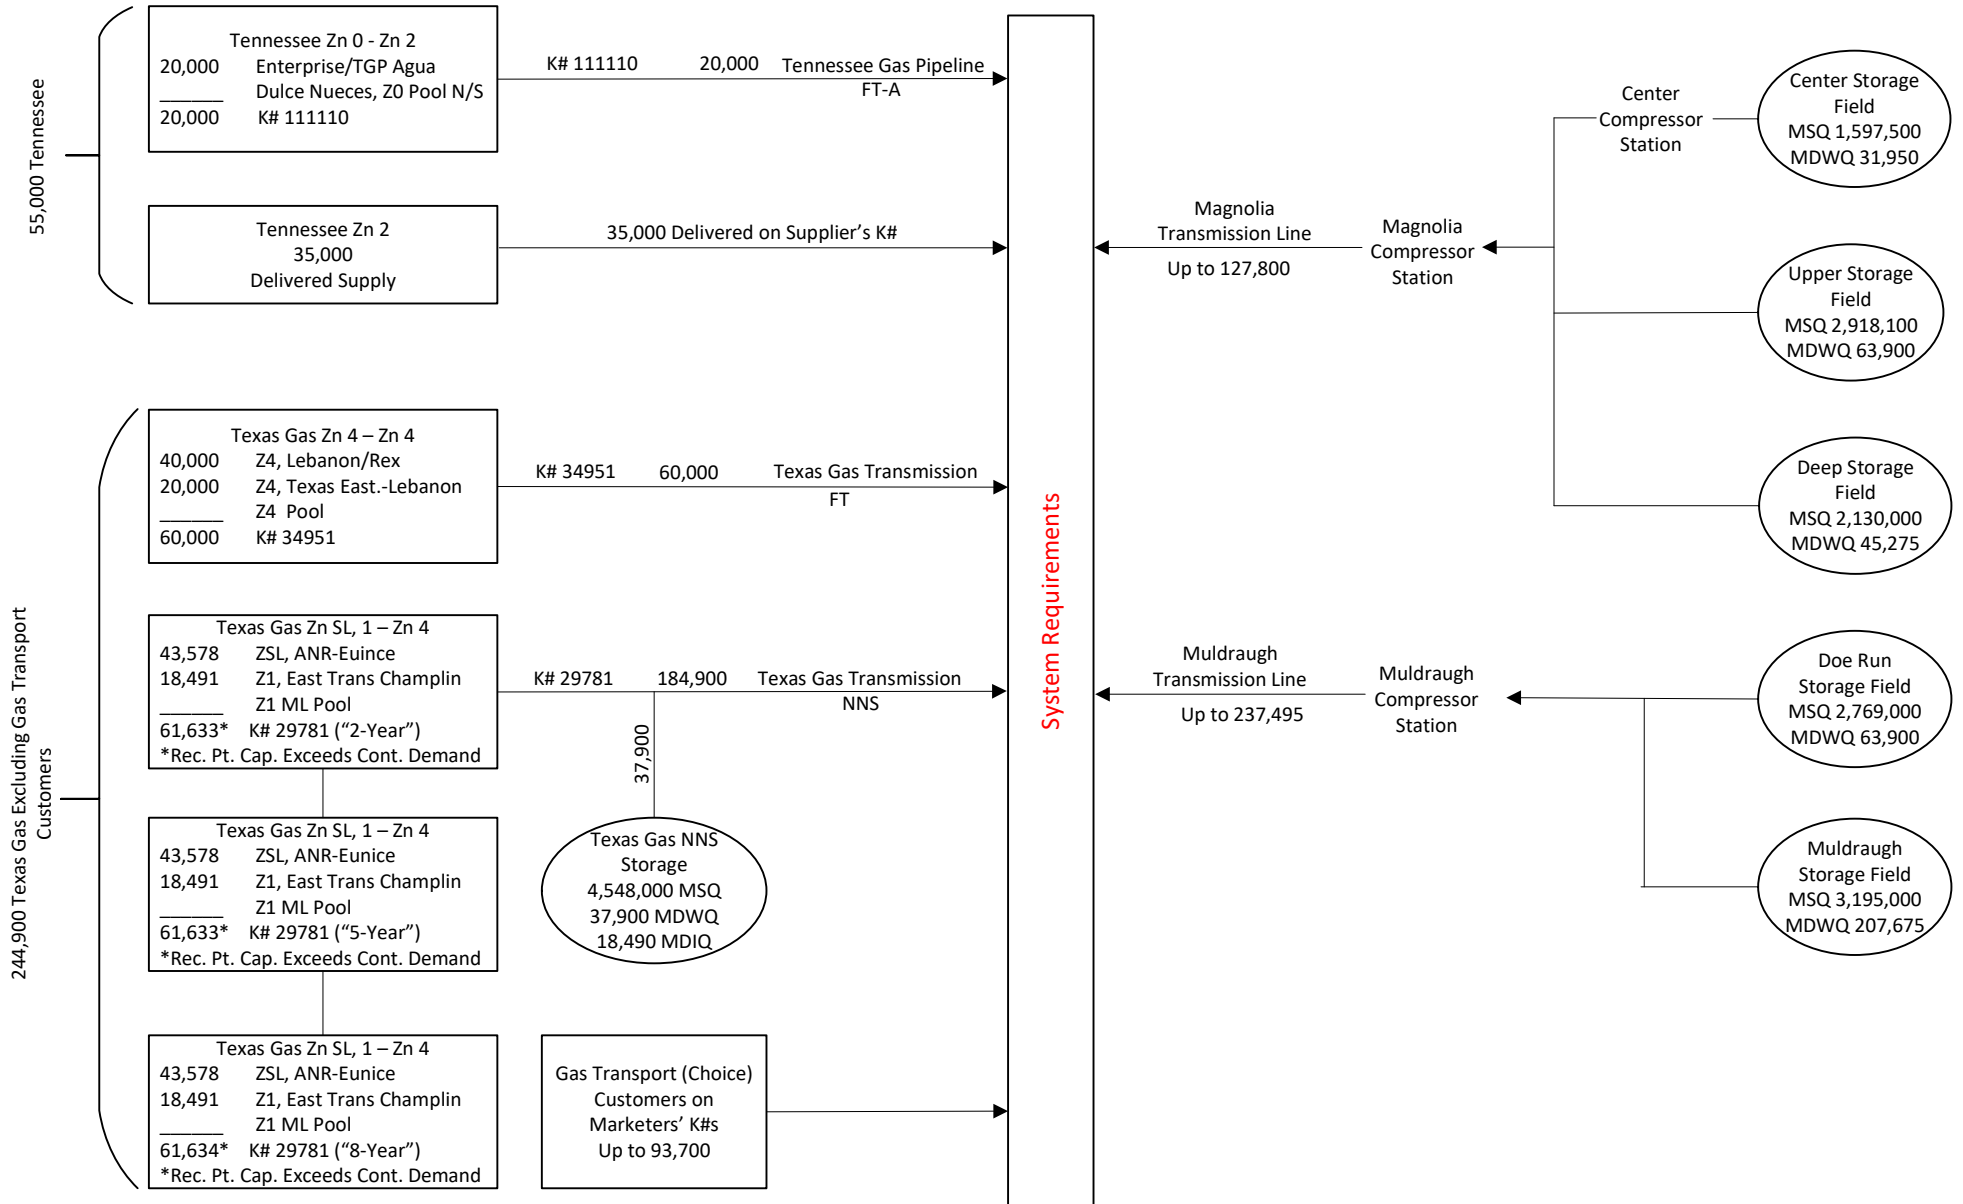 55,000 Tennessee
Tennessee Zn 0 - Zn 2
20,000 Enterprise/TGP Agua
______ Dulce Nueces, Z0 Pool N/S
20,000 K# 111110
K# 111110 20,000 Tennessee Gas Pipeline
FT-A
Tennessee Zn 2
35,000
Delivered Supply
35,000 Delivered on Supplier's K#
244,900 Texas Gas Excluding Gas Transport
Customers
Texas Gas Zn 4 – Zn 4
40,000 Z4, Lebanon/Rex
20,000 Z4, Texas East.-Lebanon
______ Z4 Pool
60,000 K# 34951
K# 34951 60,000 Texas Gas Transmission
FT
Texas Gas Zn SL, 1 – Zn 4
43,578 ZSL, ANR-Euince
18,491 Z1, East Trans Champlin
______ Z1 ML Pool
61,633* K# 29781 (“2-Year”)
*Rec. Pt. Cap. Exceeds Cont. Demand
K# 29781 184,900 Texas Gas Transmission
NNS
37,900
Texas Gas Zn SL, 1 – Zn 4
43,578 ZSL, ANR-Eunice
18,491 Z1, East Trans Champlin
______ Z1 ML Pool
61,633* K# 29781 (“5-Year”)
*Rec. Pt. Cap. Exceeds Cont. Demand
Texas Gas NNS
Storage
4,548,000 MSQ
37,900 MDWQ
18,490 MDIQ
Texas Gas Zn SL, 1 – Zn 4
43,578 ZSL, ANR-Eunice
18,491 Z1, East Trans Champlin
______ Z1 ML Pool
61,634* K# 29781 (“8-Year”)
*Rec. Pt. Cap. Exceeds Cont. Demand
Gas Transport (Choice)
Customers on
Marketers’ K#s
Up to 93,700
System Requirements
Magnolia
Transmission Line
Up to 127,800
Magnolia
Compressor
Station
Center
Compressor
Station
Center Storage
Field
MSQ 1,597,500
MDWQ 31,950
Upper Storage
Field
MSQ 2,918,100
MDWQ 63,900
Deep Storage
Field
MSQ 2,130,000
MDWQ 45,275
Muldraugh
Transmission Line
Up to 237,495
Muldraugh
Compressor
Station
Doe Run
Storage Field
MSQ 2,769,000
MDWQ 63,900
Muldraugh
Storage Field
MSQ 3,195,000
MDWQ 207,675